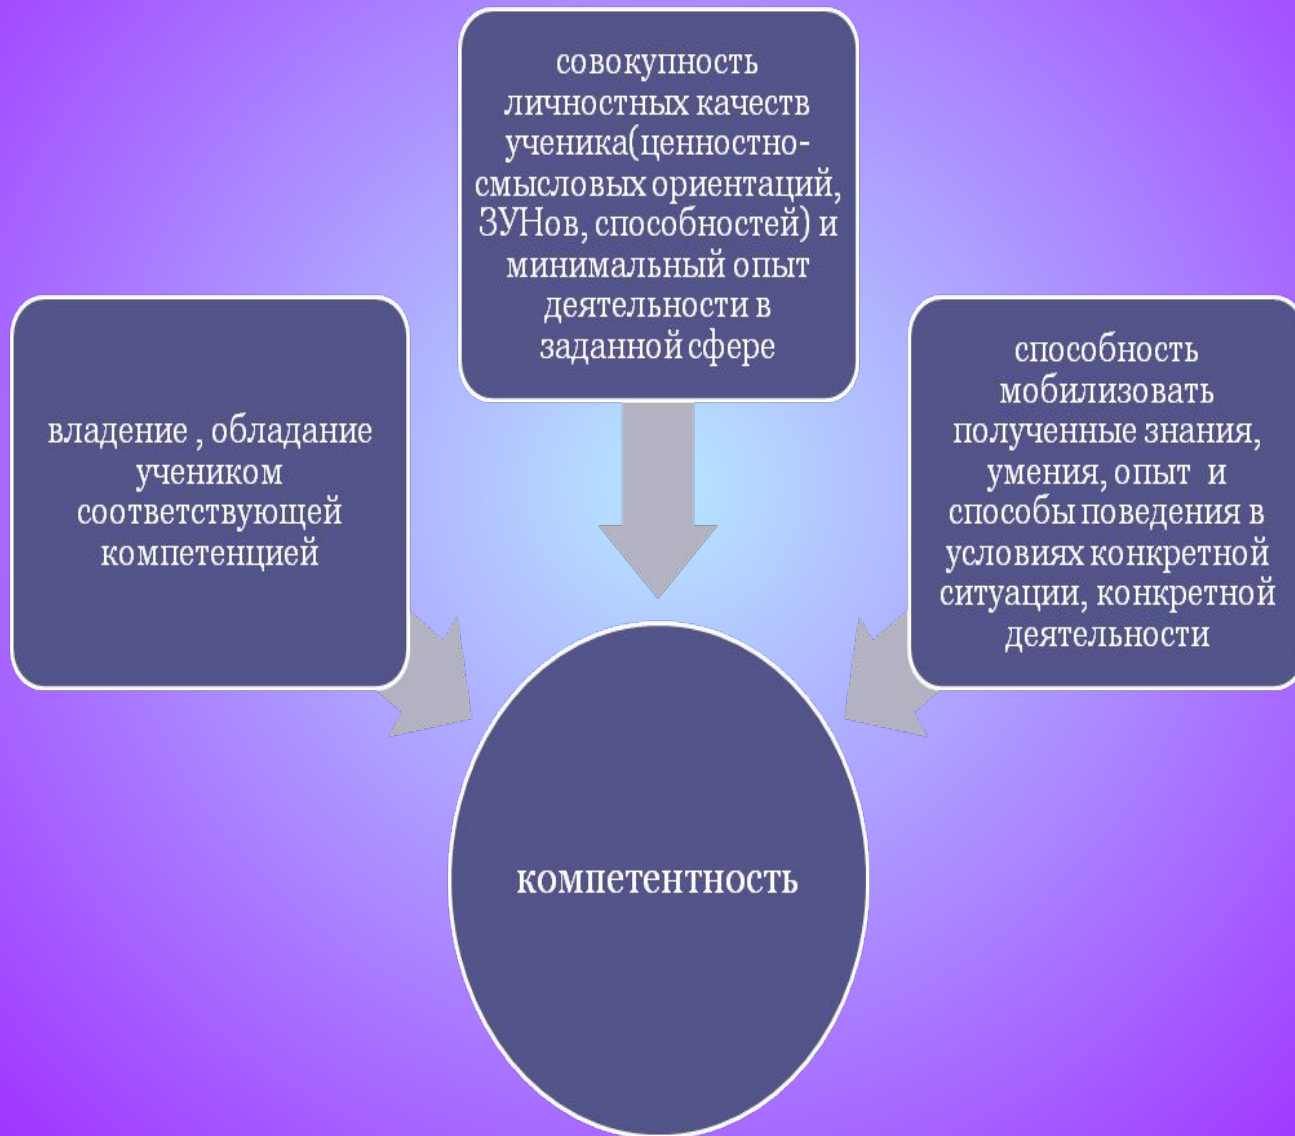 совокупность
личностных качеств
ученика(ценностно-
смысловых ориентаций,
ЗУНов, способностей) и
минимальный опыт
деятельности в
заданной сфере
владение , обладание
учеником
соответствующей
компетенцией
способность
мобилизовать
полученные знания,
умения, опыт  и
способы поведения в
условиях конкретной
ситуации, конкретной
деятельности
компетентность